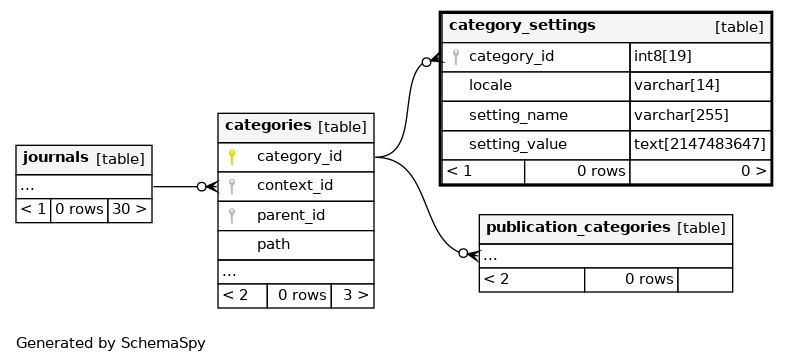 category_settings [table]
category_id int8[19]
locale varchar[14]
setting_name varchar[255]
setting_value text[2147483647]
< 1 0 rows 0 >
categories [table]
category_id
context_id
parent_id
path
...
< 2 0 rows 3 >
journals [table]
...
< 1 0 rows 30 >
publication_categories [table]
...
< 2 0 rows
Generated by SchemaSpy